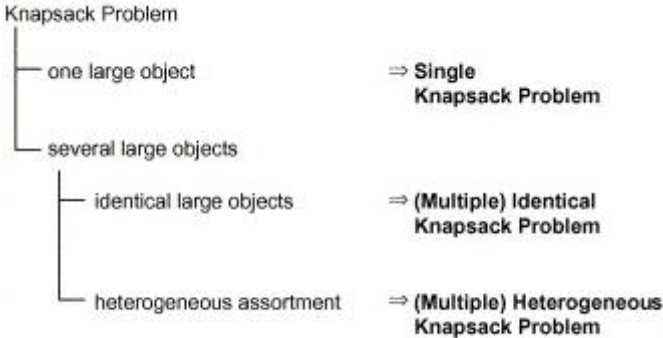 Knapsack Problem
one large object ⇒ Single
Knapsack Problem
several large objects
identical large objects ⇒ (Multiple) Identical
Knapsack Problem
heterogeneous assortment ⇒ (Multiple) Heterogeneous
Knapsack Problem